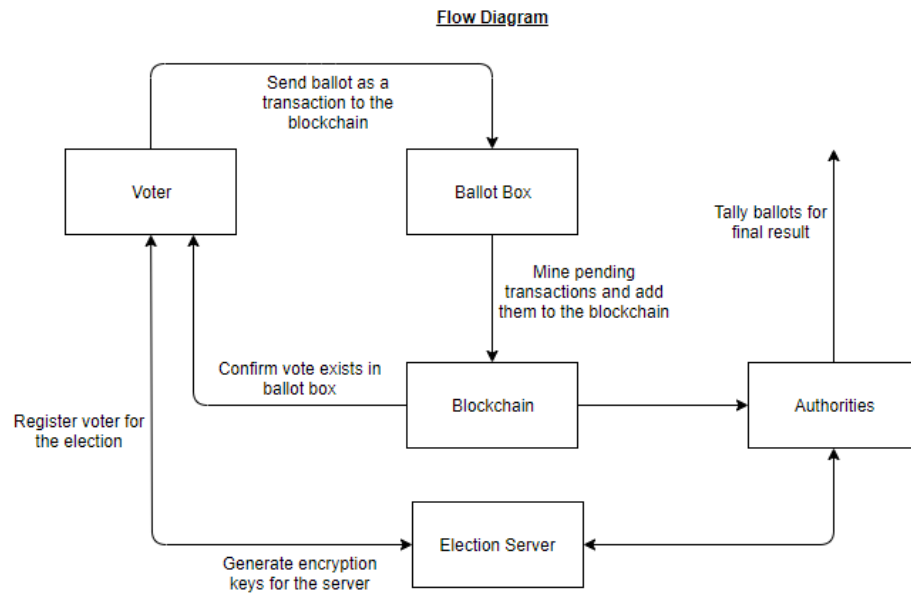 Flow Diagram
Send ballot as a
transaction to the
blockchain
Voter
Ballot Box
Tally ballots for
final result
Mine pending
transactions and add
them to the blockchain
Confirm vote exists in
ballot box
Blockchain
Authorities
Register voter for
the election
Election Server
Generate encryption
keys for the server